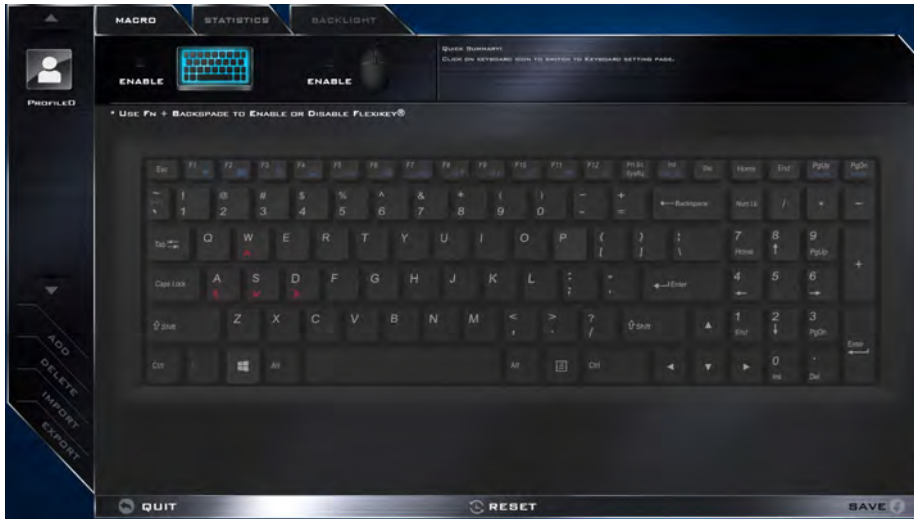 MACRO STATISTICS BACKLIGHT
QUICK SUMMARY:
CLICK ON KEYBOARD ICON TO SWITCH TO KEYBOARD SETTING PAGE.
ENABLE ENABLE
PROFILE0
* USE FN + BACKSPACE TO ENABLE OR DISABLE FLEXIKEY®
Esc F1 F2 F3 F4 F5 F6 F7 F8 F9 F10 F11 F12 Prt Sc SysRq Int Del Home End PgUp PgDn
~ ! @ # $ % ^ & * ( ) - +
` 1 2 3 4 5 6 7 8 9 0 = Backspace Num Lk / * -
Tab Q W E R T Y U I O P { } | 7 8 9
[ ] \ Home PgUp +
Caps Lock A S D F G H J K L : " Enter 4 5 6
;
Shift Z X C V B N M < > ? Shift 1 2 3
, . / End PgDn
Enter
Ctrl Alt Alt Ctrl 0 .
Ins Del
ADD
DELETE
IMPORT
EXPORT
QUIT RESET SAVE